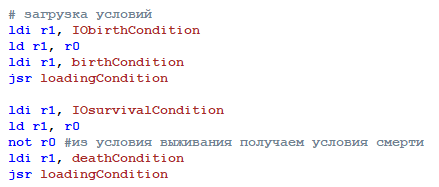 # загрузка условий
ldi r1, IObirthCondition
ld r1, r0
ldi r1, birthCondition
jsr loadingCondition

ldi r1, IOsurvivalCondition
ld r1, r0
not r0 #из условия выживания получаем условия смерти
ldi r1, deathCondition
jsr loadingCondition